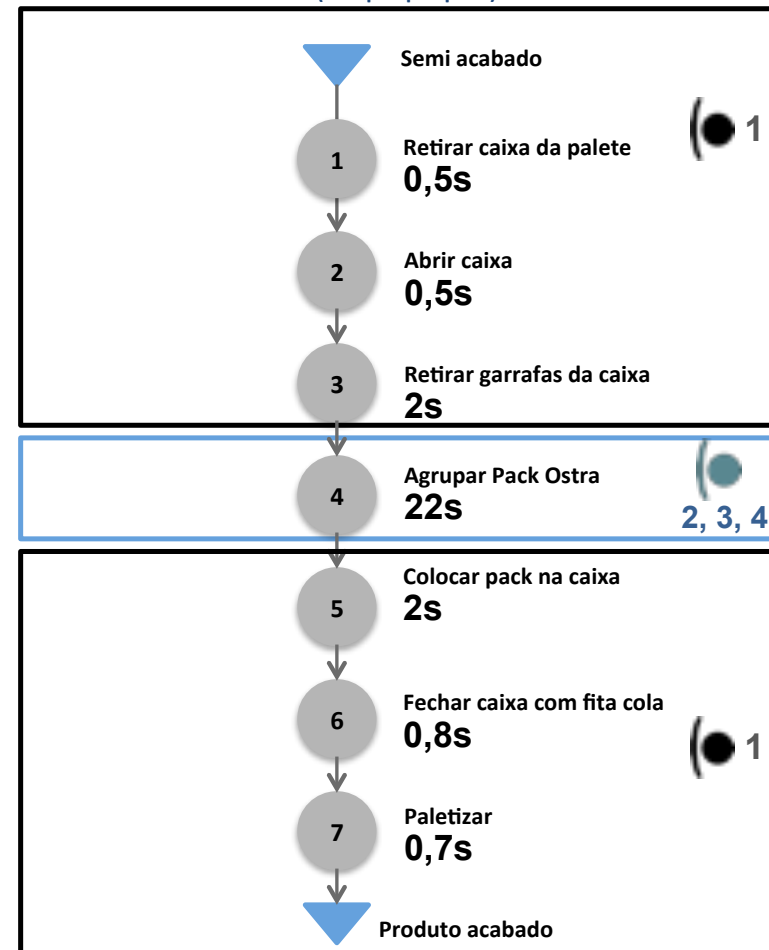 Semi acabado
1
1
Retirar caixa da palete
0,5s
2
Abrir caixa
0,5s
3
Retirar garrafas da caixa
2s
4
Agrupar Pack Ostra
22s
2, 3, 4
5
Colocar pack na caixa
2s
6
Fechar caixa com fita cola
0,8s
1
7
Paletizar
0,7s
Produto acabado